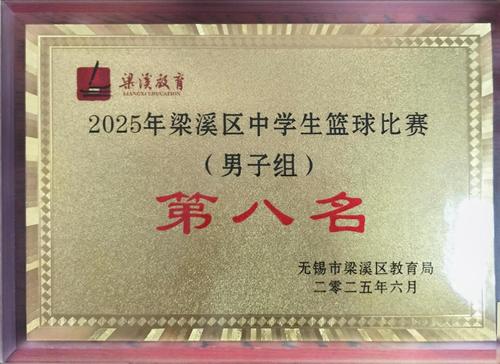 梁溪教育
LIANGXI EDUCATION
2025年梁溪区中学生篮球比赛
（男子组）
第八名
无锡市梁溪区教育局
二〇二五年六月